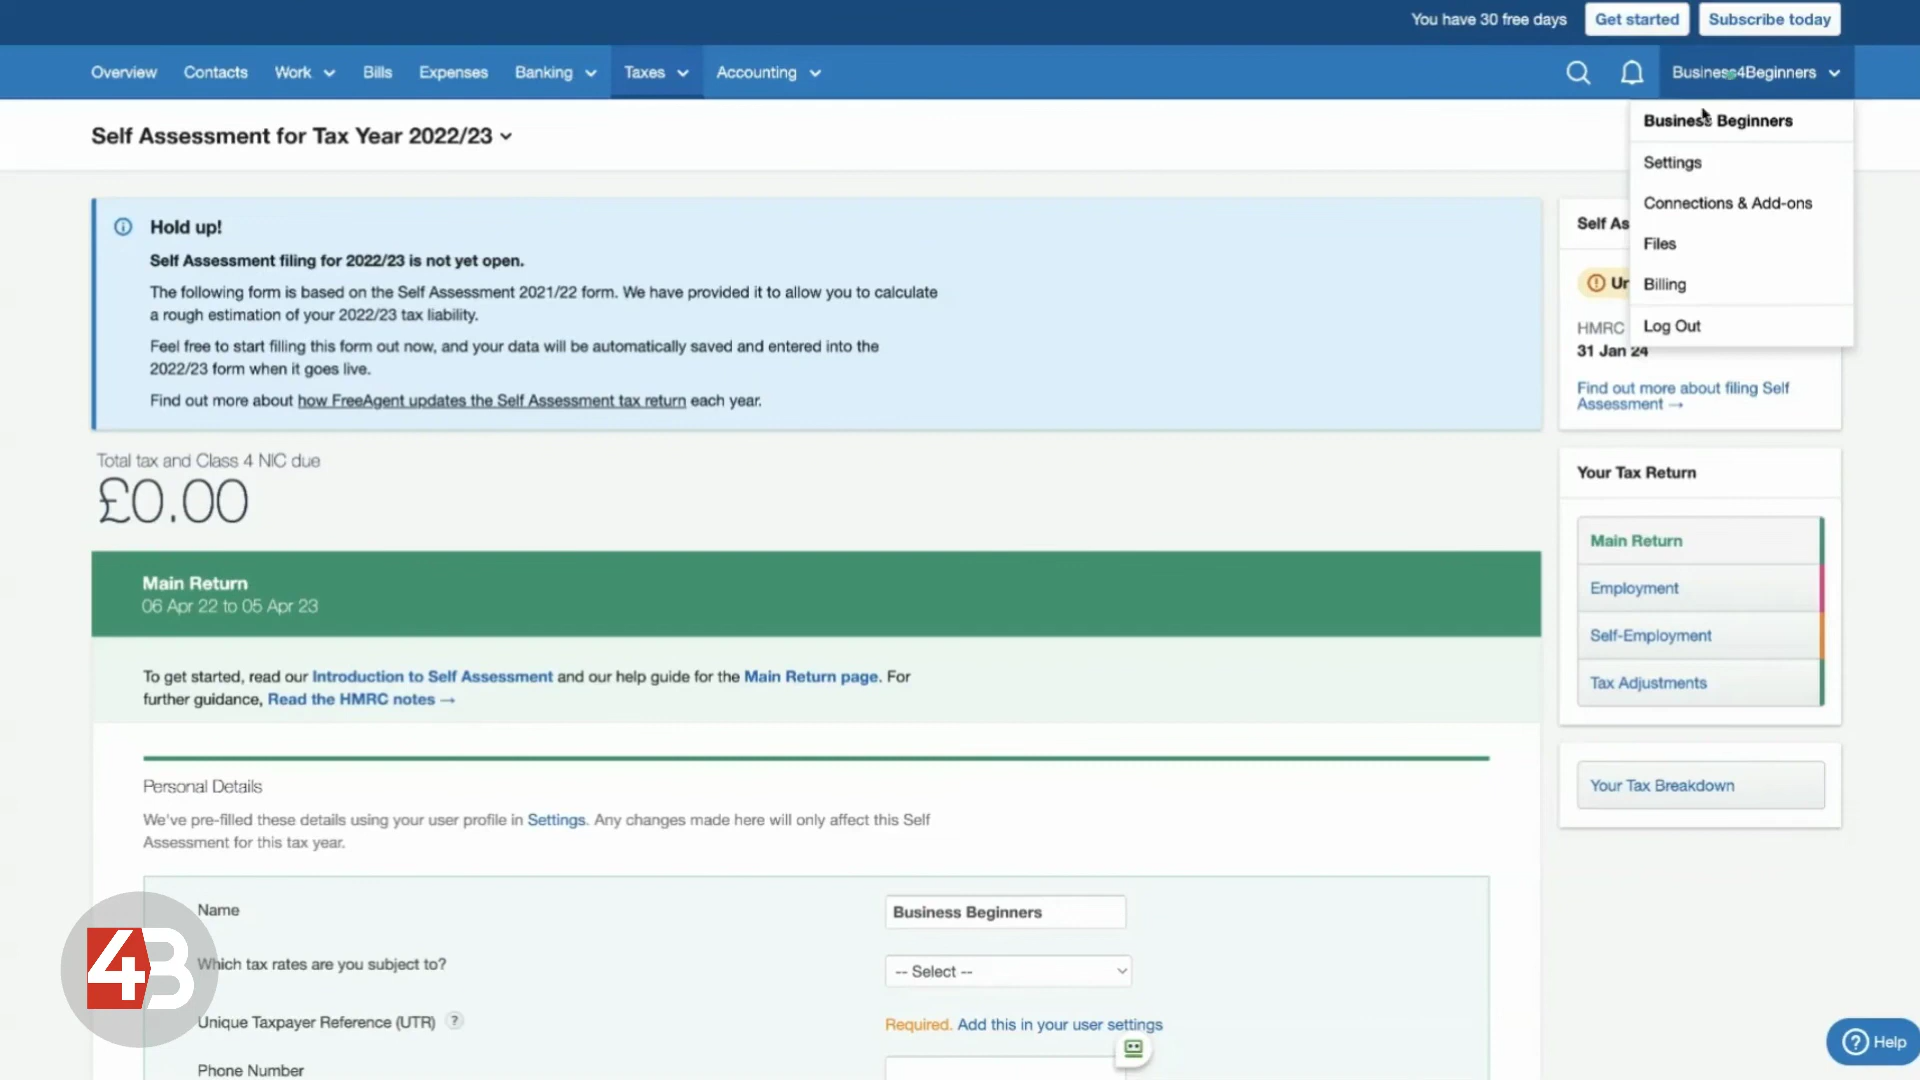 You have 30 free days Get started Subscribe today
Overview Contacts Work Bills Expenses Banking Taxes Accounting Business4Beginners
Self Assessment for Tax Year 2022/23
Business Beginners
Settings
Connections & Add-ons
Files
Billing
Log Out
Hold up!
Self Assessment filing for 2022/23 is not yet open.
The following form is based on the Self Assessment 2021/22 form. We have provided it to allow you to calculate
a rough estimation of your 2022/23 tax liability.
Feel free to start filling this form out now, and your data will be automatically saved and entered into the
2022/23 form when it goes live.
Find out more about how FreeAgent updates the Self Assessment tax return each year.
Self As
Un
HMRC
31 Jan 24
Find out more about filing Self
Assessment →
Total tax and Class 4 NIC due
£0.00
Your Tax Return
Main Return
Employment
Self-Employment
Tax Adjustments
Your Tax Breakdown
Main Return
06 Apr 22 to 05 Apr 23
To get started, read our Introduction to Self Assessment and our help guide for the Main Return page. For
further guidance, Read the HMRC notes →
Personal Details
We've pre-filled these details using your user profile in Settings. Any changes made here will only affect this Self
Assessment for this tax year.
Name Business Beginners
Which tax rates are you subject to? -- Select --
Unique Taxpayer Reference (UTR) ? Required. Add this in your user settings
Phone Number
4B
? Help